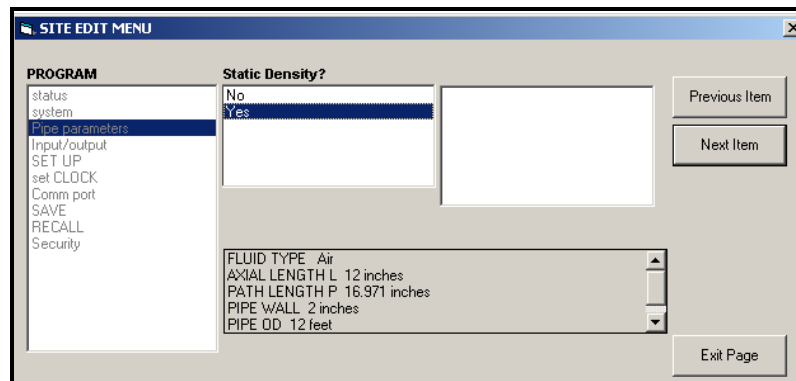 SITE EDIT MENU
PROGRAM
status
system
Pipe parameters
Input/output
SET UP
set CLOCK
Comm port
SAVE
RECALL
Security
Static Density?
No
Yes
FLUID TYPE Air
AXIAL LENGTH L 12 inches
PATH LENGTH P 16.971 inches
PIPE WALL 2 inches
PIPE OD 12 feet
Previous Item
Next Item
Exit Page